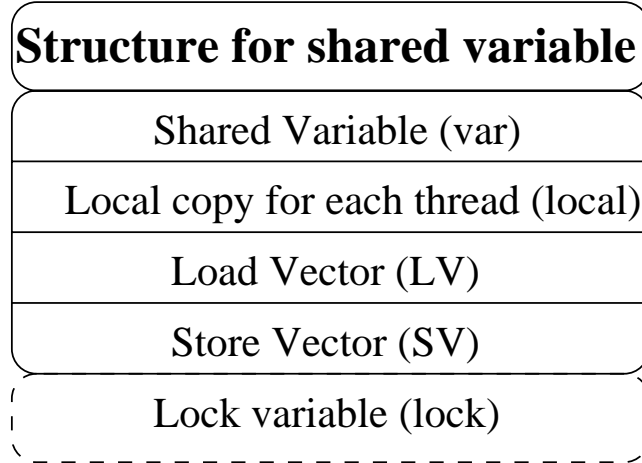 Structure for shared variable
Shared Variable (var)
Local copy for each thread (local)
Load Vector (LV)
Store Vector (SV)
Lock variable (lock)